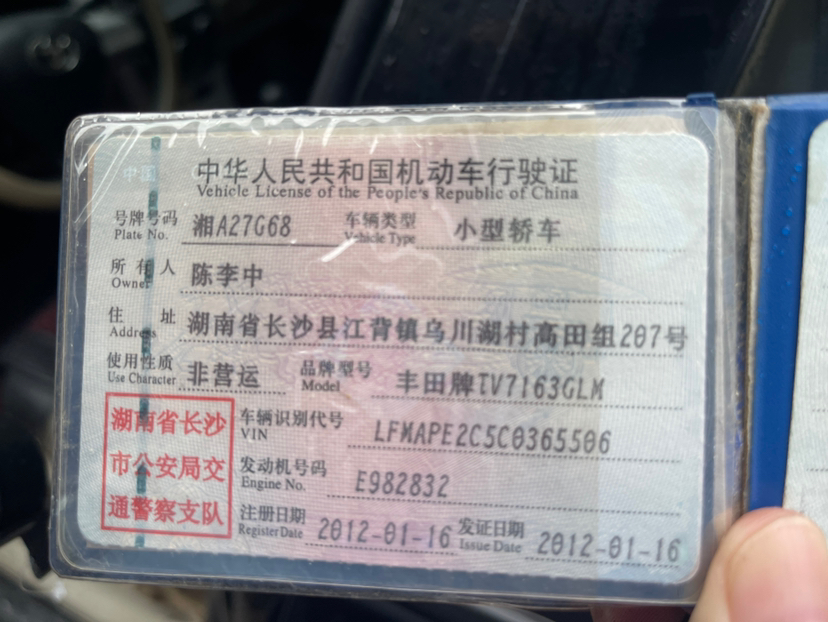 中华人民共和国机动车行驶证
Vehicle License of the People's Republic of China
号牌号码 湘A27G68 车辆类型 小型轿车
Plate No. Vehicle Type
所有人 陈李中
Owner
住址 湖南省长沙县江背镇乌川湖村高田组207号
Address
使用性质 非营运 品牌型号 丰田牌TV7163GLM
Use Character Model
湖南省长沙 车辆识别代号 LFMAPE2C5C0365506
VIN
市公安局交 发动机号码 E982832
Engine No.
通警察支队 注册日期 2012-01-16 发证日期 2012-01-16
Register Date Issue Date